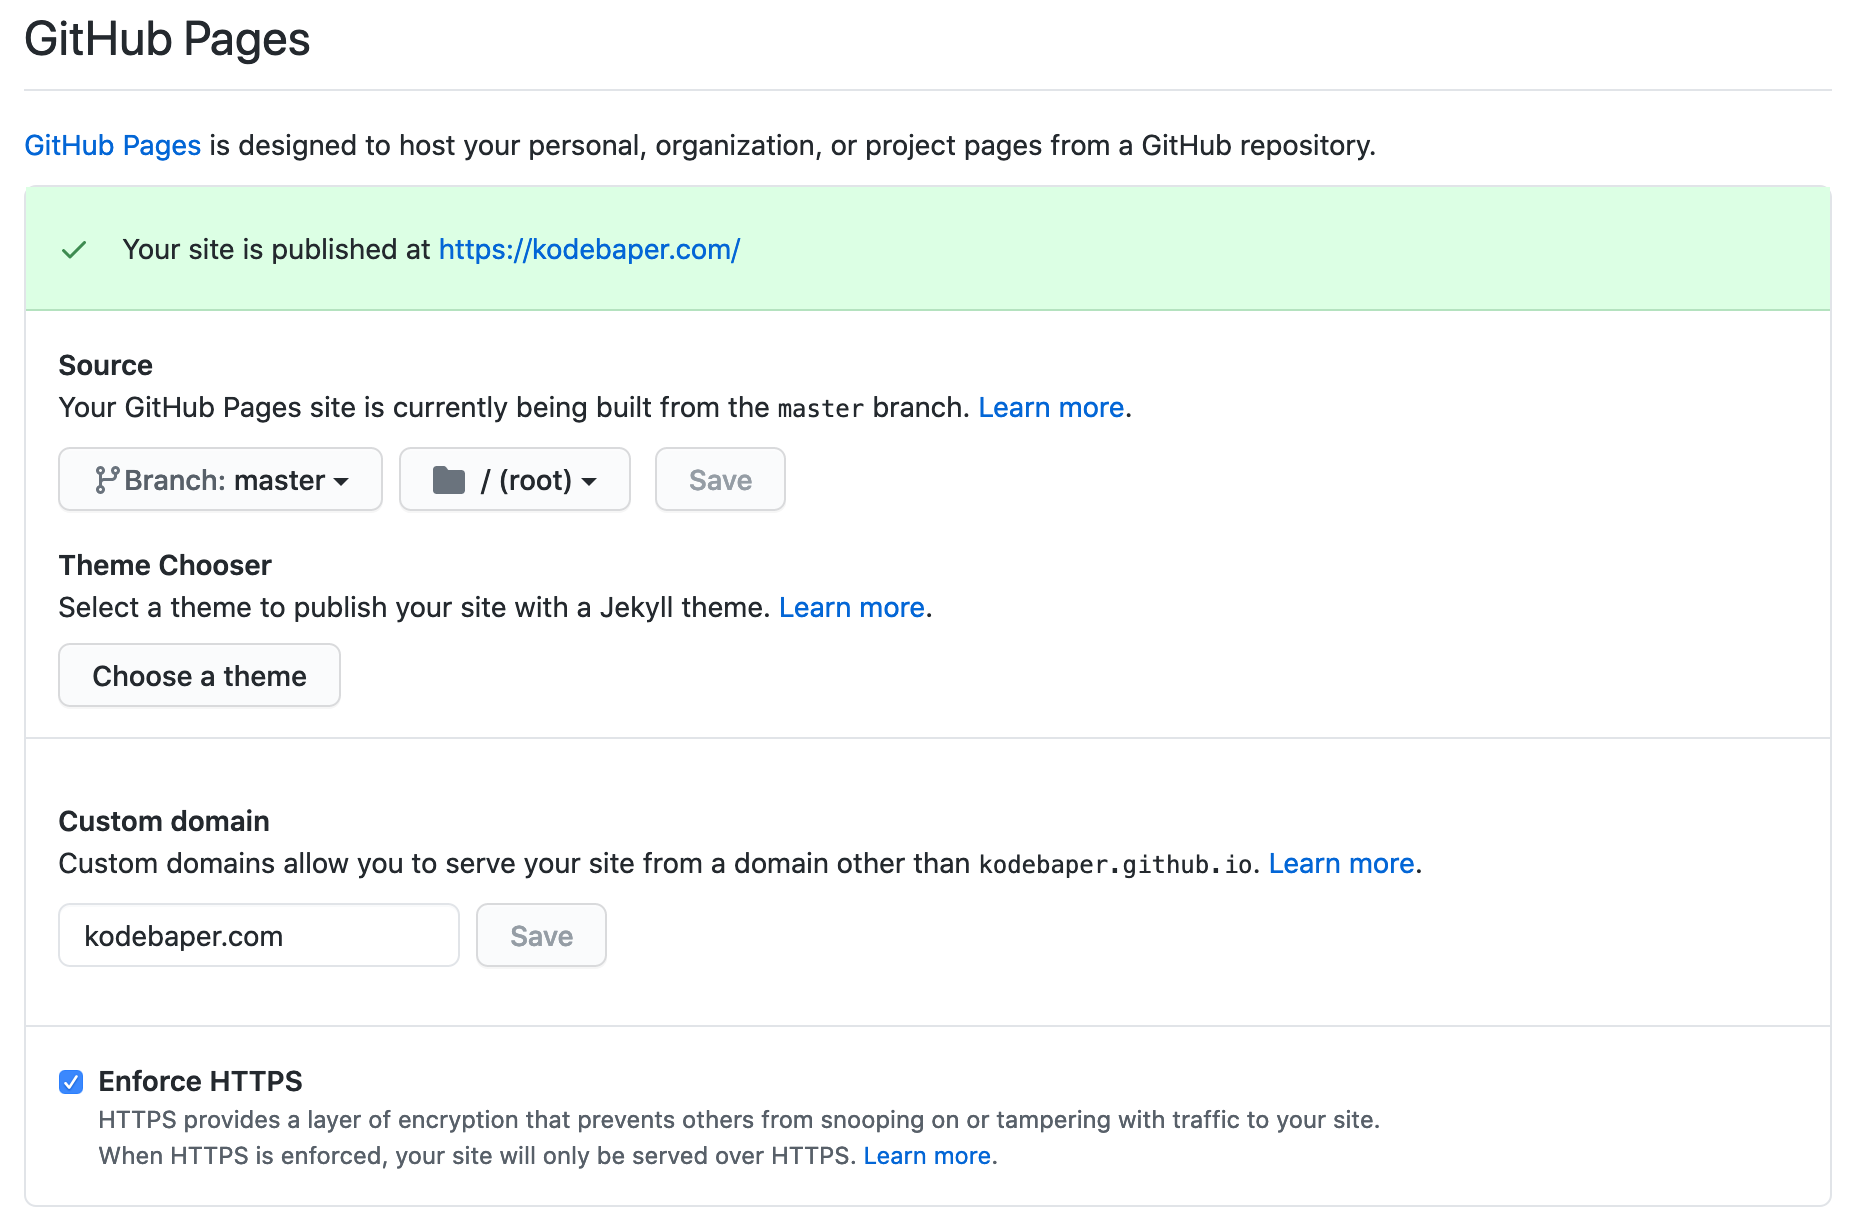 GitHub Pages
GitHub Pages is designed to host your personal, organization, or project pages from a GitHub repository.
Your site is published at https://kodebaper.com/
Source
Your GitHub Pages site is currently being built from the master branch. Learn more.
Branch: master
/ (root)
Save
Theme Chooser
Select a theme to publish your site with a Jekyll theme. Learn more.
Choose a theme
Custom domain
Custom domains allow you to serve your site from a domain other than kodebaper.github.io. Learn more.
kodebaper.com
Save
Enforce HTTPS
HTTPS provides a layer of encryption that prevents others from snooping on or tampering with traffic to your site.
When HTTPS is enforced, your site will only be served over HTTPS. Learn more.